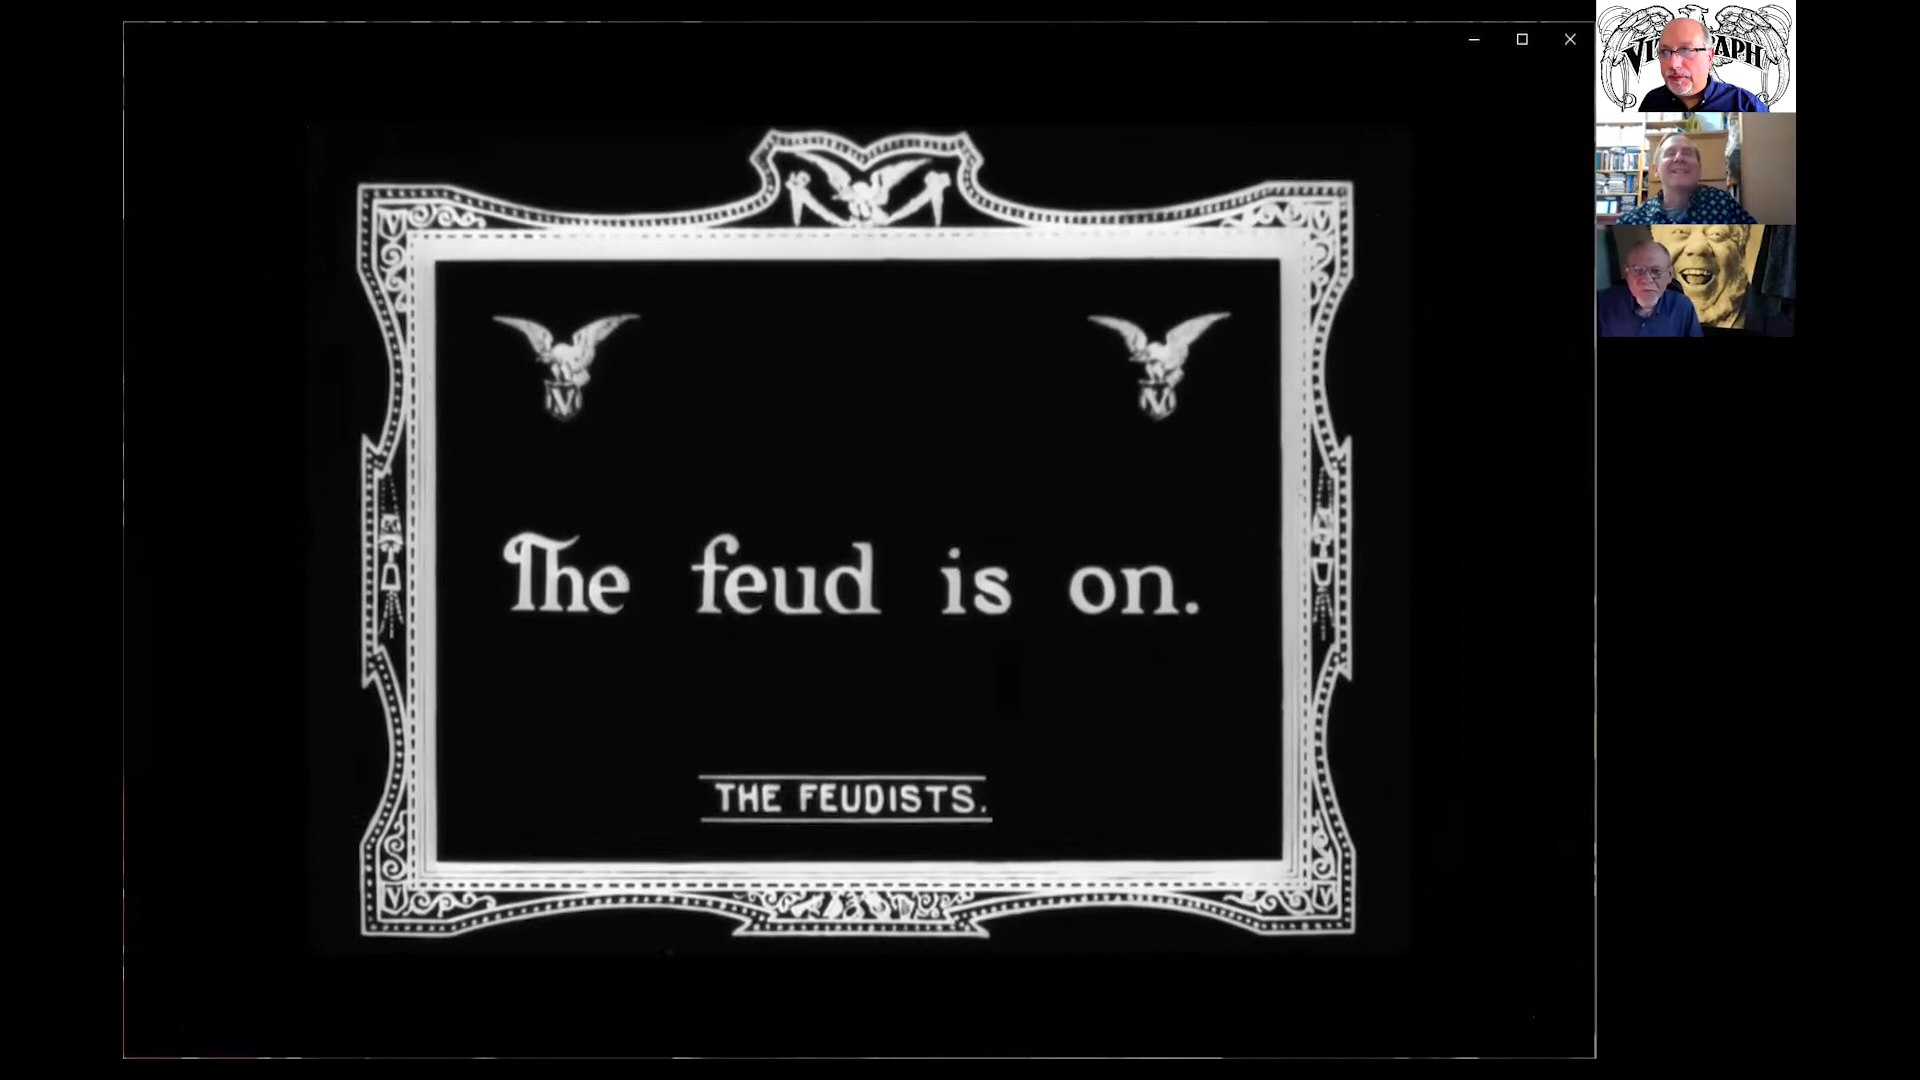 The feud is on.
THE FEUDISTS.
V
V
V
V
V
V